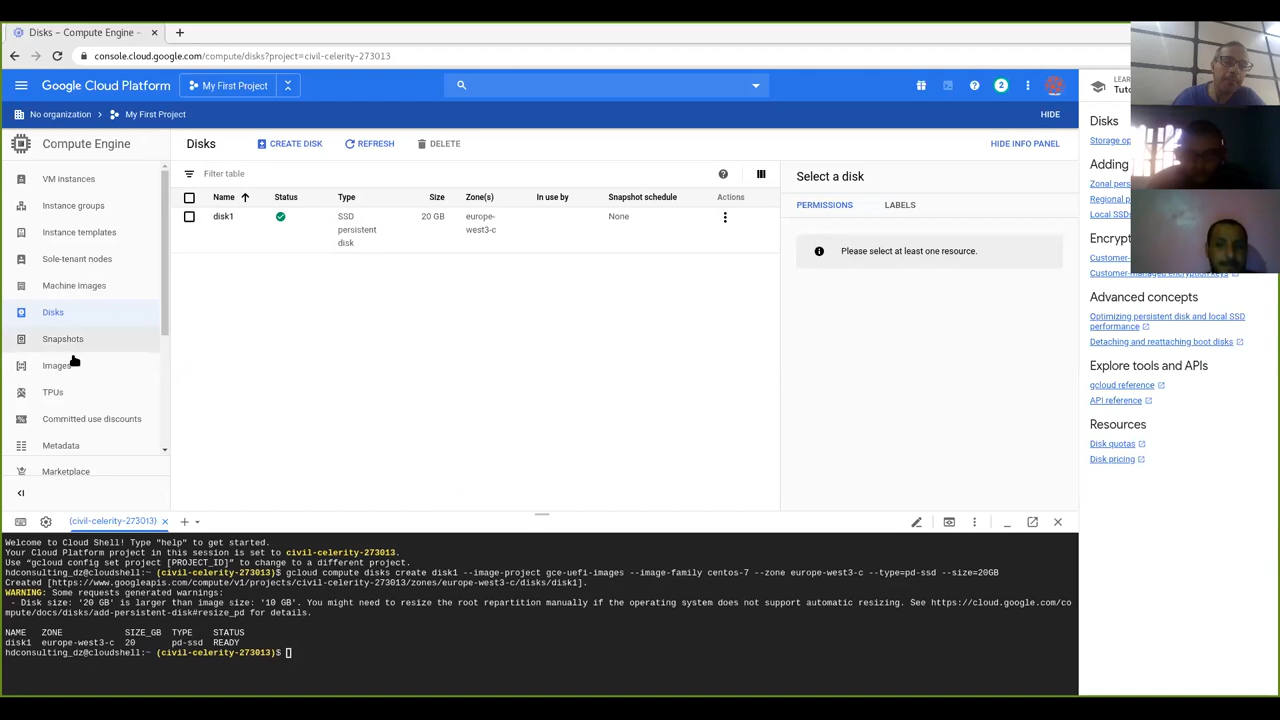 Disks – Compute Engine -
console.cloud.google.com/compute/disks?project=civil-celerity-273013
Google Cloud Platform
My First Project
2
No organization
My First Project
HIDE
Compute Engine
VM instances
Instance groups
Instance templates
Sole-tenant nodes
Machine images
Disks
Snapshots
Images
TPUs
Committed use discounts
Metadata
Marketplace
Disks
CREATE DISK
REFRESH
DELETE
HIDE INFO PANEL
Filter table
Name
Status
Type
Size
Zone(s)
In use by
Snapshot schedule
Actions
disk1
SSD
persistent
disk
20 GB
europe-
west3-c
None
Select a disk
PERMISSIONS
LABELS
Please select at least one resource.
Disks
Adding
Encrypt
Customer-managed encryption keys
Advanced concepts
Optimizing persistent disk and local SSD
performance
Detaching and reattaching boot disks
Explore tools and APIs
gcloud reference
API reference
Resources
Disk quotas
Disk pricing
(civil-celerity-273013)
Welcome to Cloud Shell! Type "help" to get started.
Your Cloud Platform project in this session is set to civil-celerity-273013.
Use “gcloud config set project [PROJECT_ID]” to change to a different project.
hdconsulting_dz@cloudshell:~ (civil-celerity-273013)$ gcloud compute disks create disk1 --image-project gce-uefi-images --image-family centos-7 --zone europe-west3-c --type=pd-ssd --size=20GB
Created [https://www.googleapis.com/compute/v1/projects/civil-celerity-273013/zones/europe-west3-c/disks/disk1].
WARNING: Some requests generated warnings:
- Disk size: '20 GB' is larger than image size: '10 GB'. You might need to resize the root repartition manually if the operating system does not support automatic resizing. See https://cloud.google.com/co
mpute/docs/disks/add-persistent-disk#resize_pd for details.
NAME ZONE SIZE_GB TYPE STATUS
disk1 europe-west3-c 20 pd-ssd READY
hdconsulting_dz@cloudshell:~ (civil-celerity-273013)$